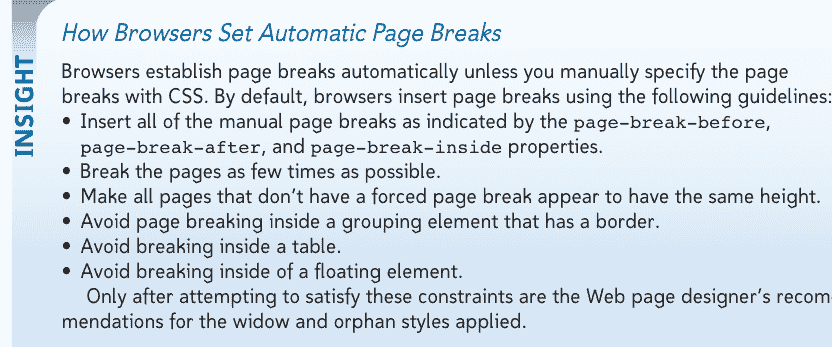 How Browsers Set Automatic Page Breaks
INSIGHT
Browsers establish page breaks automatically unless you manually specify the page
breaks with CSS. By default, browsers insert page breaks using the following guidelines:
• Insert all of the manual page breaks as indicated by the page-break-before,
page-break-after, and page-break-inside properties.
• Break the pages as few times as possible.
• Make all pages that don't have a forced page break appear to have the same height.
• Avoid page breaking inside a grouping element that has a border.
• Avoid breaking inside a table.
• Avoid breaking inside of a floating element.
Only after attempting to satisfy these constraints are the Web page designer's recom-
mendations for the widow and orphan styles applied.